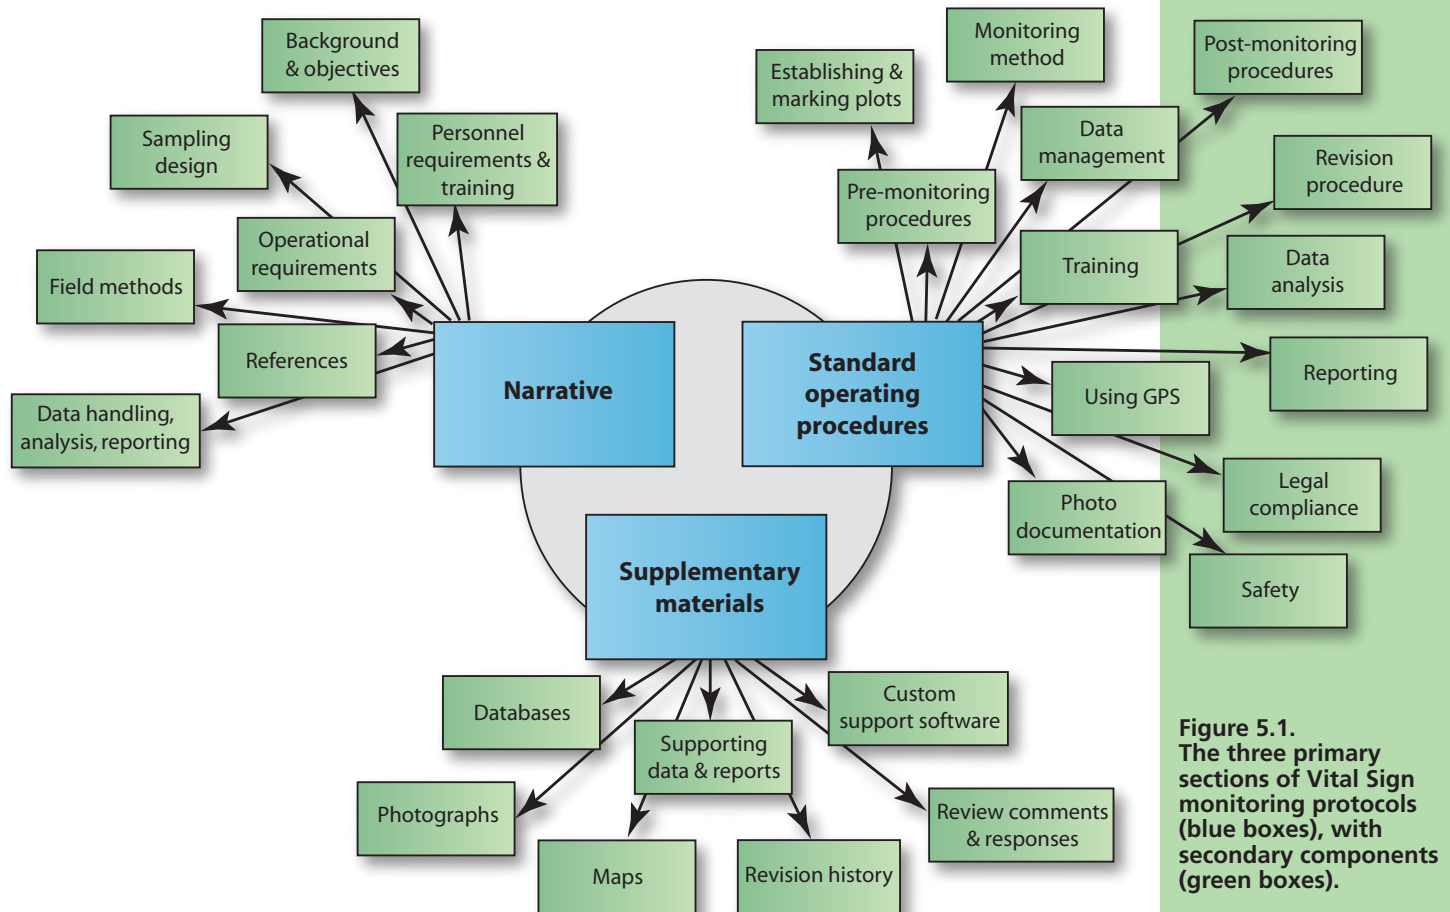 Background
& objectives
Sampling
design
Personnel
requirements &
training
Operational
requirements
Field methods
References
Data handling,
analysis, reporting
Narrative
Establishing &
marking plots
Monitoring
method
Post-monitoring
procedures
Data
management
Pre-monitoring
procedures
Revision
procedure
Training
Data
analysis
Standard
operating
procedures
Reporting
Using GPS
Legal
compliance
Photo
documentation
Safety
Supplementary
materials
Databases
Custom
support software
Supporting
data & reports
Photographs
Review comments
& responses
Maps
Revision history
Figure 5.1.
The three primary
sections of Vital Sign
monitoring protocols
(blue boxes), with
secondary components
(green boxes).